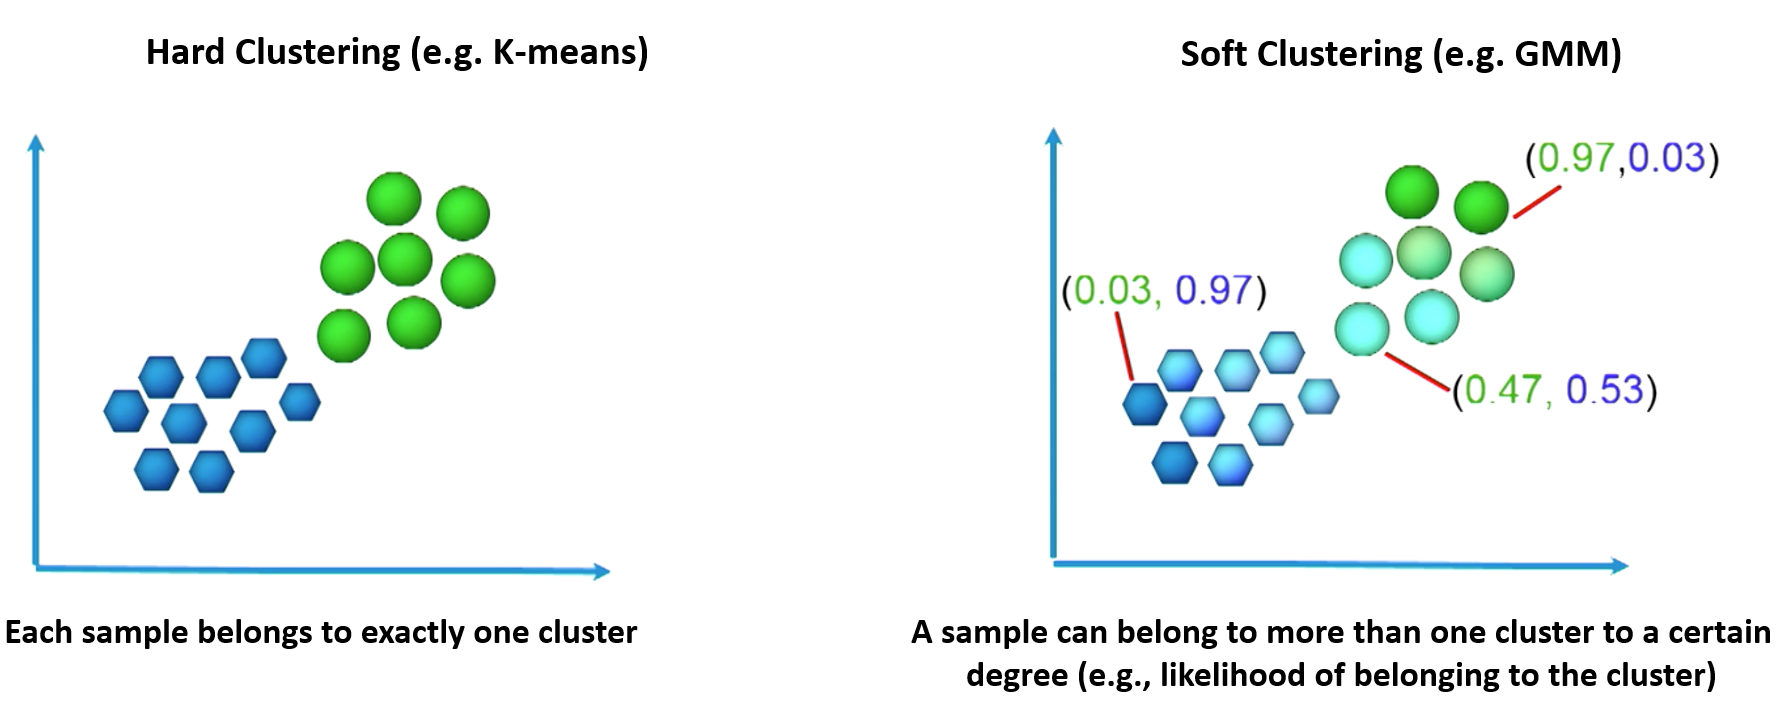 Hard Clustering (e.g. K-means)
Soft Clustering (e.g. GMM)
(0.97,0.03)
(0.03, 0.97)
(0.47, 0.53)
Each sample belongs to exactly one cluster
A sample can belong to more than one cluster to a certain
degree (e.g., likelihood of belonging to the cluster)